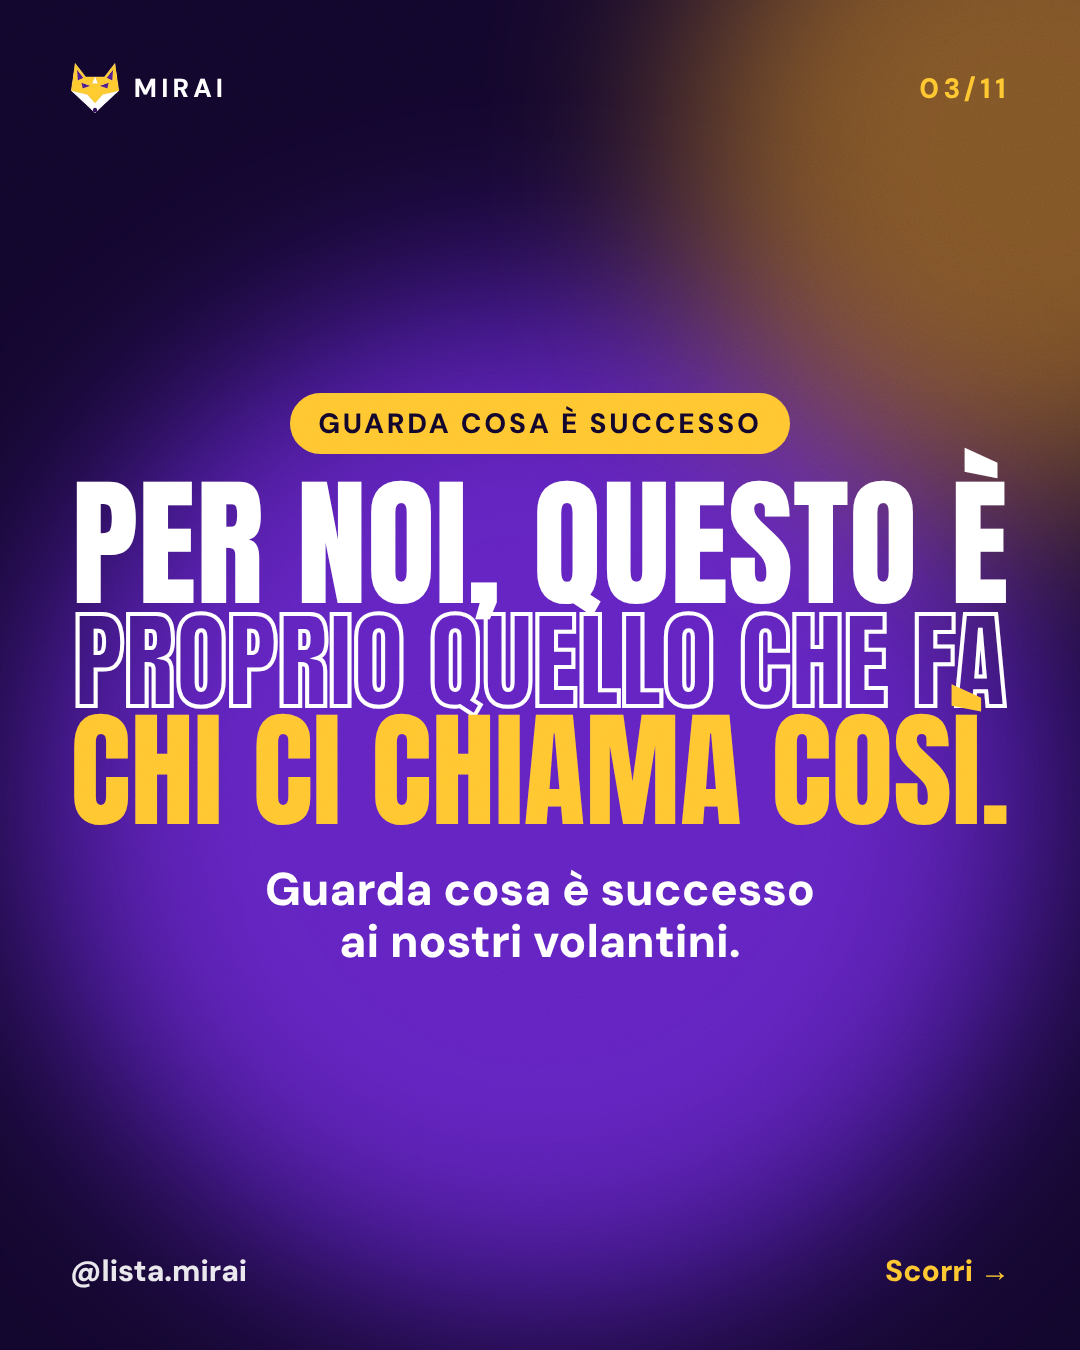 MIRAI
03/11
GUARDA COSA È SUCCESSO
PER NOI, QUESTO È
PROPRIO QUELLO CHE FA
CHI CI CHIAMA COSÌ.
Guarda cosa è successo
ai nostri volantini.
@lista.mirai
Scorri →